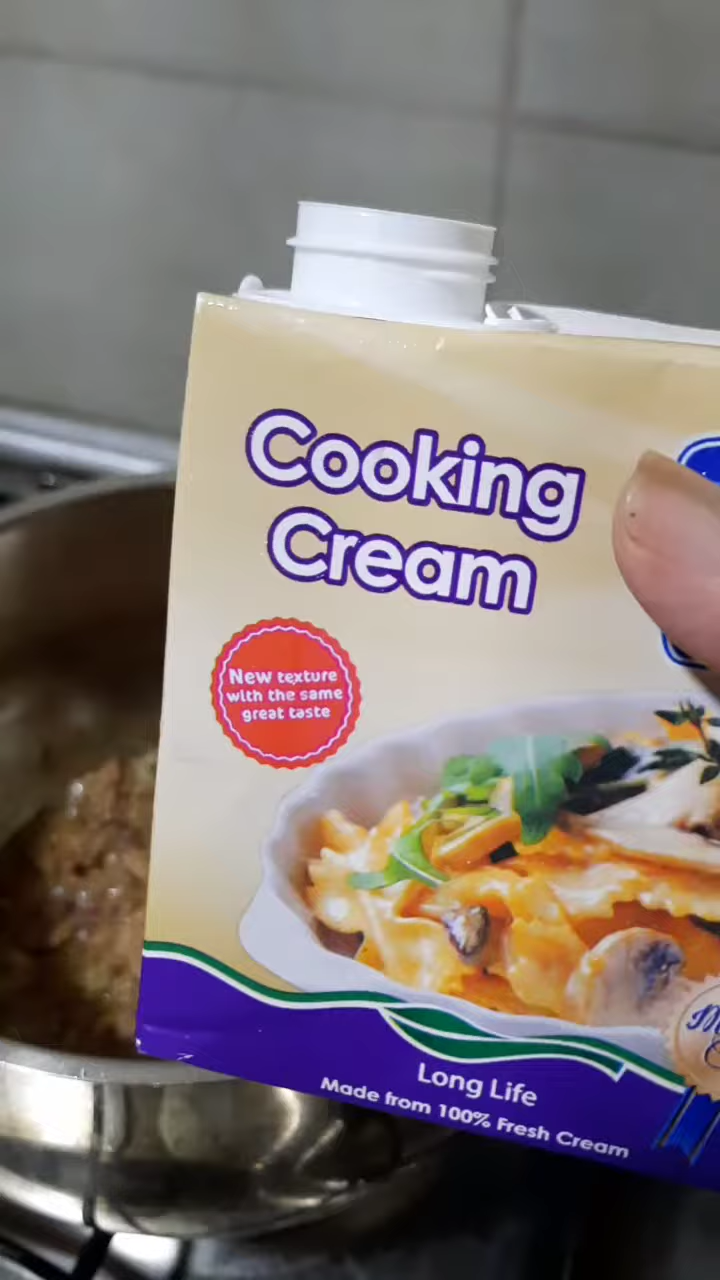 Cooking
Cream
New texture
with the same
great taste
Long Life
Made from 100% Fresh Cream